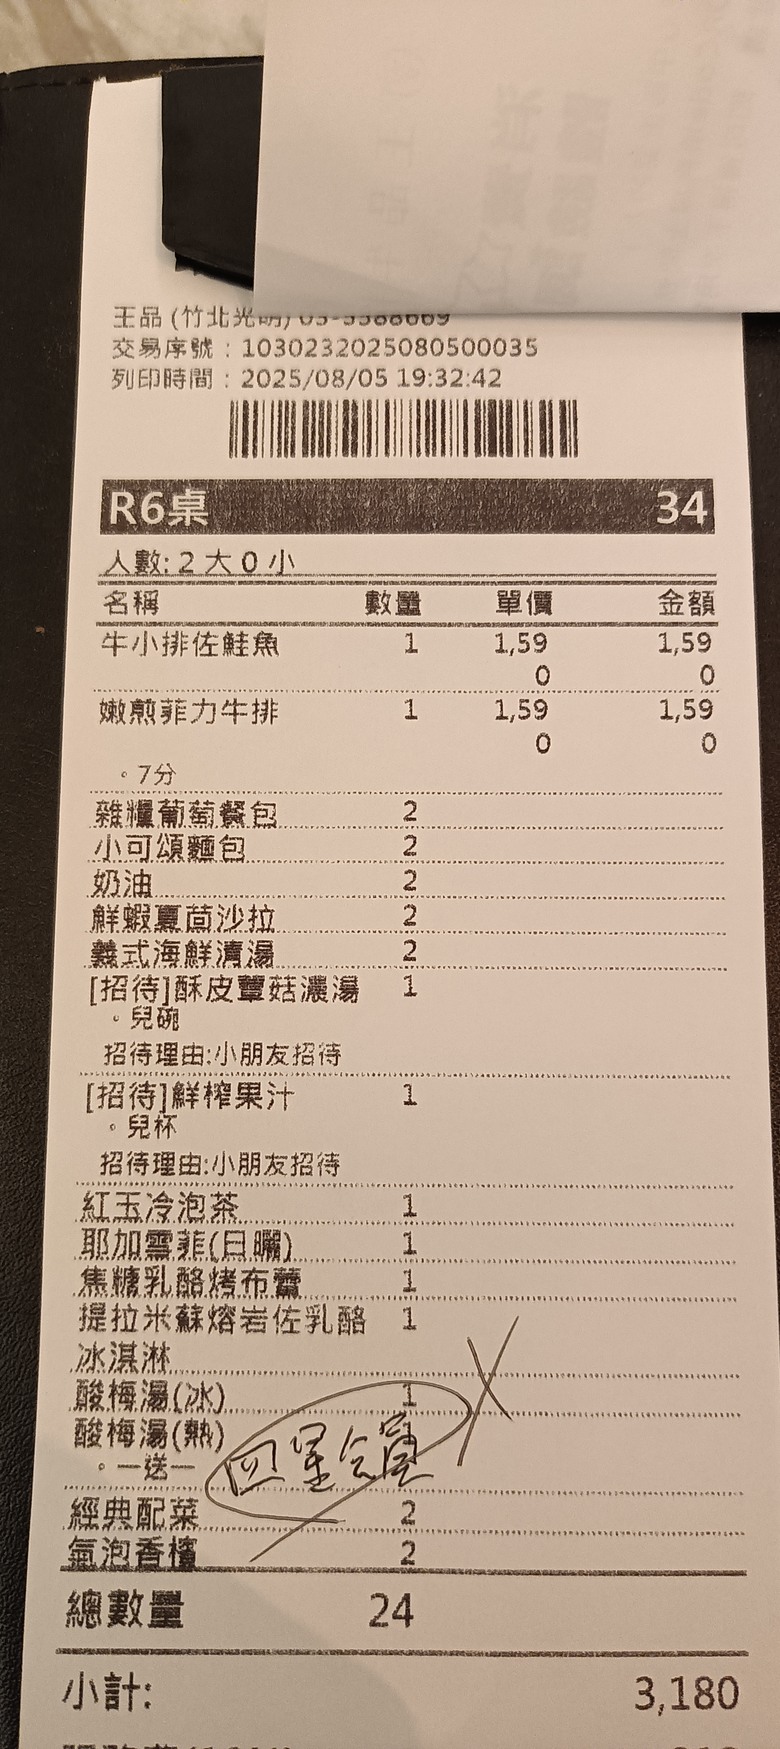 王品 (竹北光明) 03-5588669
交易序號：1030232025080500035
列印時間：2025/08/05 19:32:42
R6桌 34
人數: 2 大 0 小
名稱 數量 單價 金額
牛小排佐鮭魚 1 1,59 1,59
0 0
嫩煎菲力牛排 1 1,59 1,59
0 0
。7分
雜糧葡萄餐包 2
小可頌麵包 2
奶油 2
鮮蝦夏茴沙拉 2
義式海鮮清湯 2
[招待]酥皮蕈菇濃湯 1
。兒碗
招待理由:小朋友招待
[招待]鮮榨果汁 1
。兒杯
招待理由:小朋友招待
紅玉冷泡茶 1
耶加雪菲(日曬) 1
焦糖乳酪烤布蕾 1
提拉米蘇熔岩佐乳酪 1
冰淇淋
酸梅湯(冰) 1
酸梅湯(熱) 1
。一送一
四星会賓
經典配菜 2
氣泡香檳 2
總數量 24
小計: 3,180